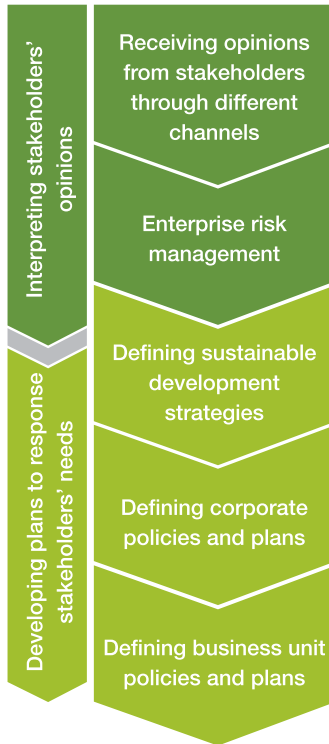 Interpreting stakeholders'
opinions
Receiving opinions
from stakeholders
through different
channels
Enterprise risk
management
Developing plans to response
stakeholders' needs
Defining sustainable
development
strategies
Defining corporate
policies and plans
Defining business unit
policies and plans